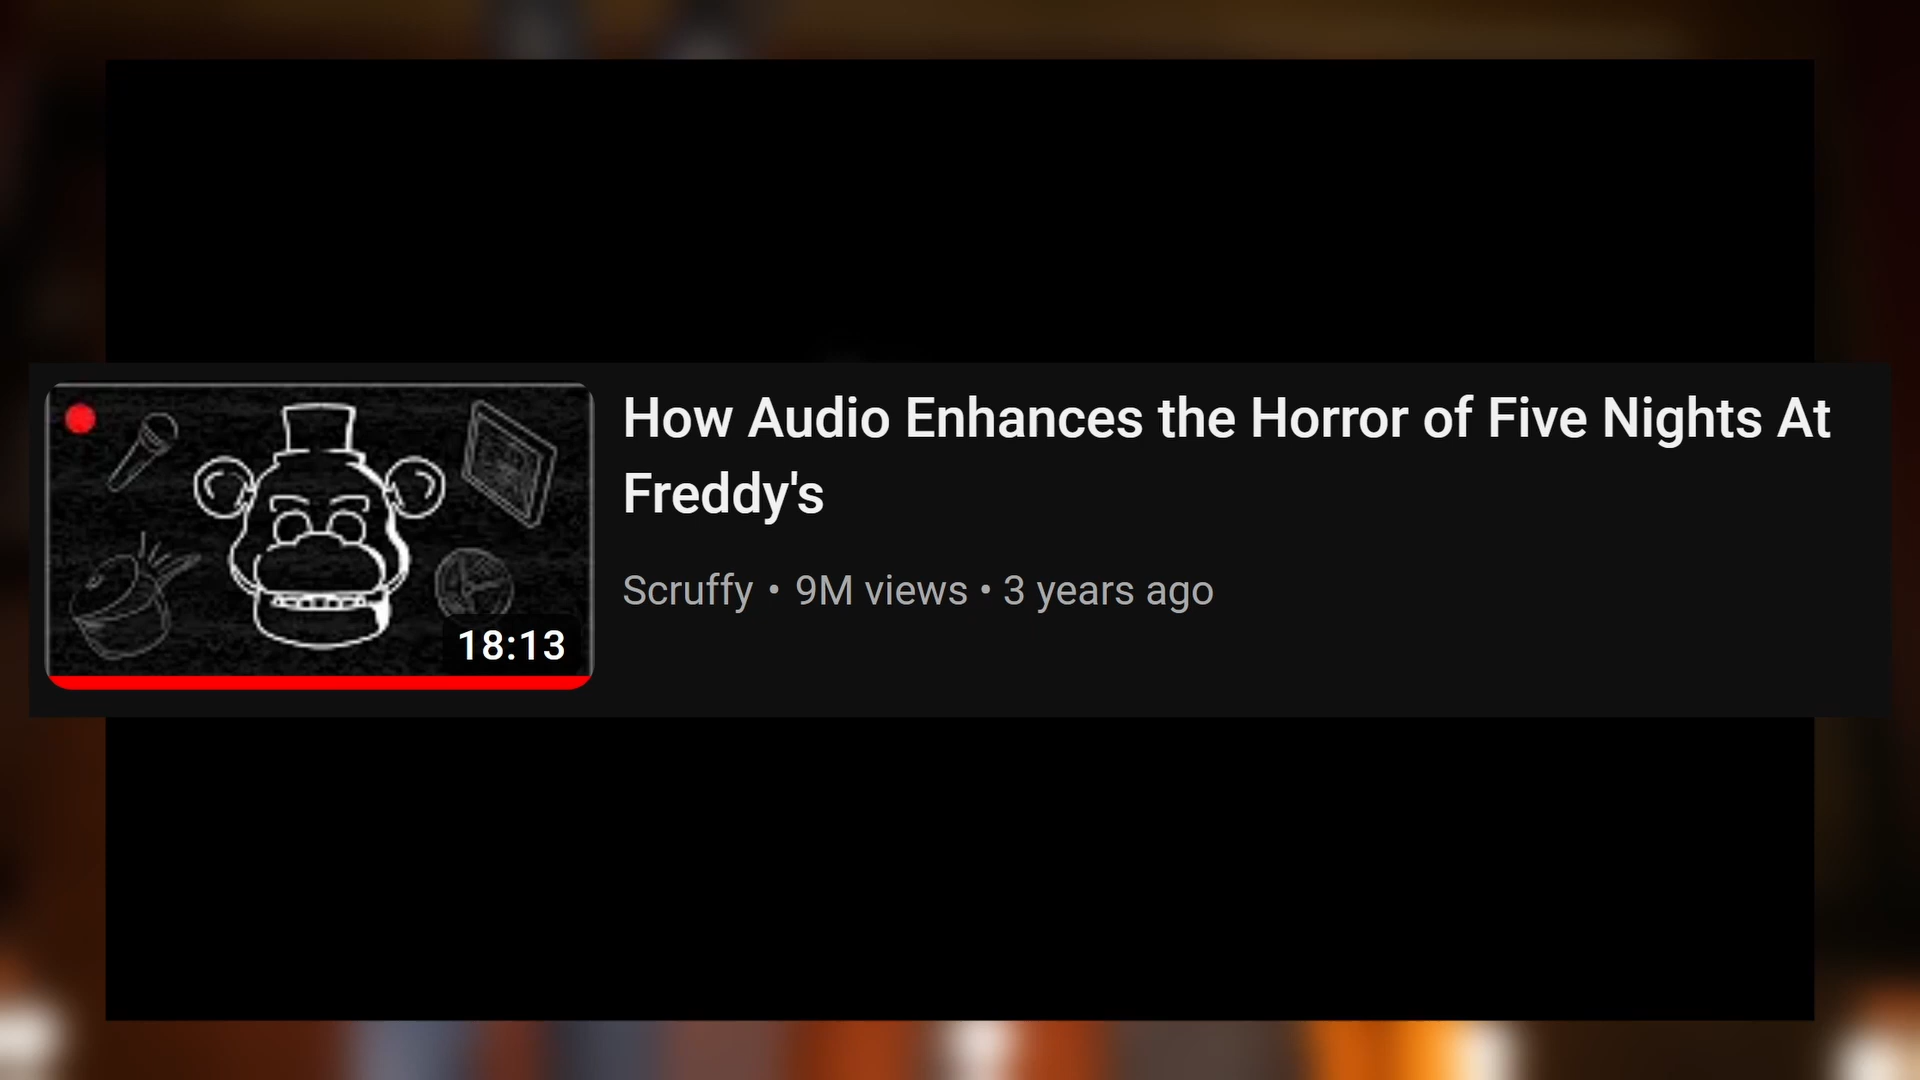 How Audio Enhances the Horror of Five Nights At
Freddy's
Scruffy • 9M views • 3 years ago
18:13